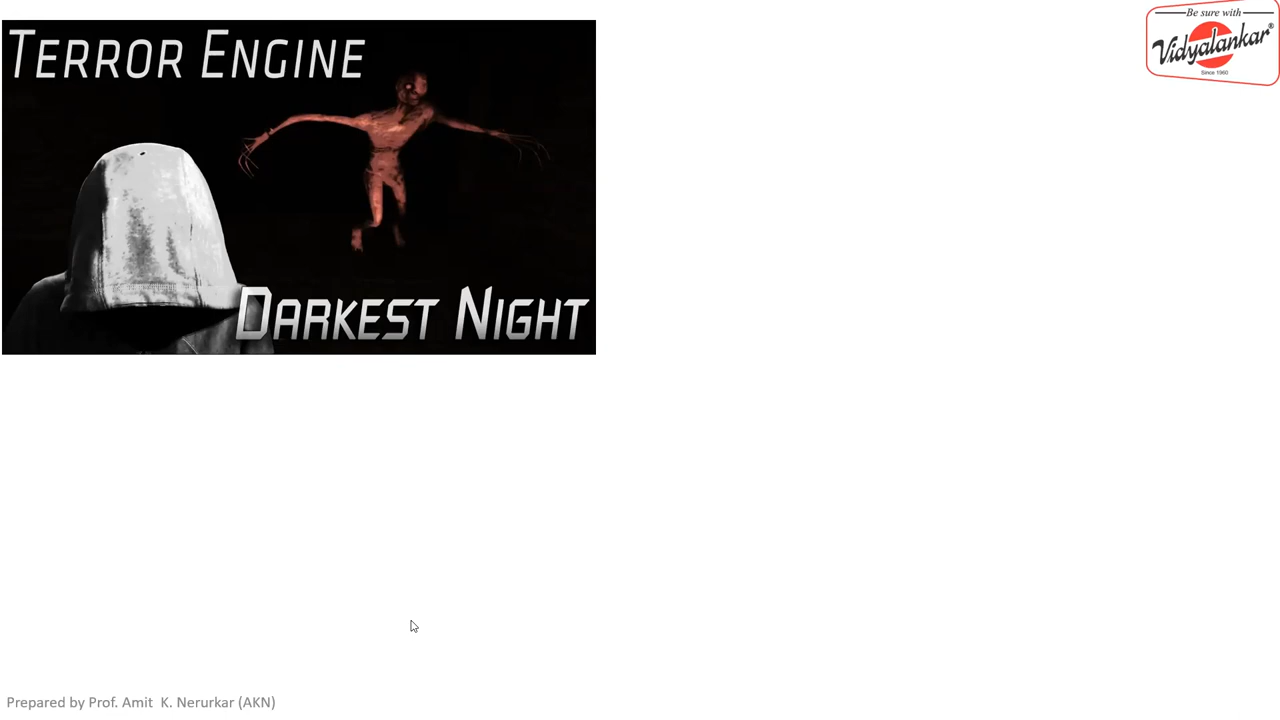 TERROR ENGINE
DARKEST NIGHT
Be sure with
Vidyalankar®
Since 1960
Prepared by Prof. Amit K. Nerurkar (AKN)